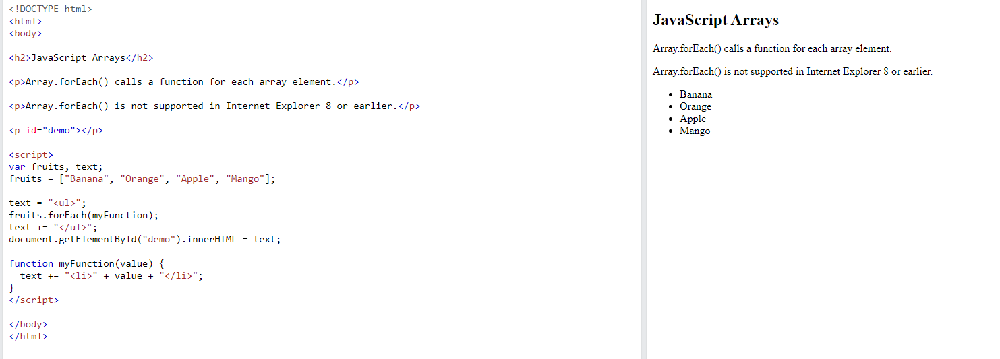 <!DOCTYPE html>
<html>
<body>
<h2>JavaScript Arrays</h2>
<p>Array.forEach() calls a function for each array element.</p>
<p>Array.forEach() is not supported in Internet Explorer 8 or earlier.</p>
<p id="demo"></p>
<script>
var fruits, text;
fruits = ["Banana", "Orange", "Apple", "Mango"];
text = "<ul>";
fruits.forEach(myFunction);
text += "</ul>";
document.getElementById("demo").innerHTML = text;
function myFunction(value) {
  text += "<li>" + value + "</li>";
}
</script>
</body>
</html>
JavaScript Arrays
Array.forEach() calls a function for each array element.
Array.forEach() is not supported in Internet Explorer 8 or earlier.
• Banana
• Orange
• Apple
• Mango